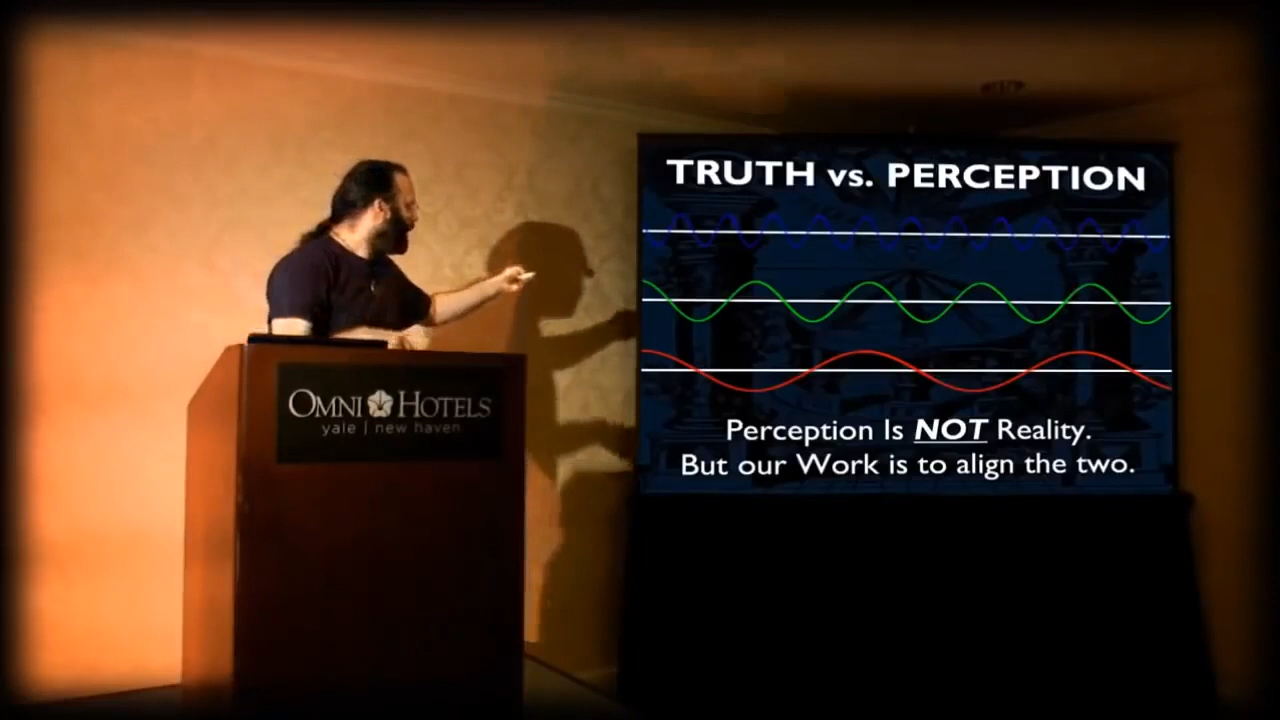 TRUTH vs. PERCEPTION
Perception Is NOT Reality.
But our Work is to align the two.
OMNI HOTELS
yale | new haven